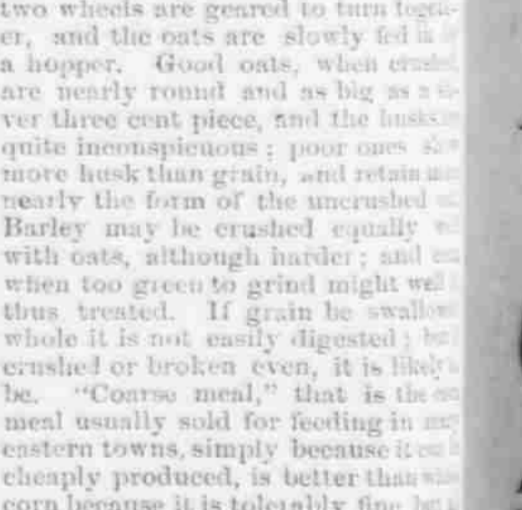 two wheels are geared to turn
er, and the oats are slowly fed in
a hopper. Good oats, when
are nearly round and as big as a
ver three cent piece, and the husks
quite inconspicuous; poor ones
more husk than grain, and retain
nearly the form of the uncrushed
Barley may be crushed equally
with oats, although harder; and
when too green to grind might
thus treated. If grain be
whole it is not easily digested;
crushed or broken even, it is likely
be. "Coarse meal," that is the
meal usually sold for feeding in
eastern towns, simply because it
cheaply produced, is better than
corn because it is tolerably fine